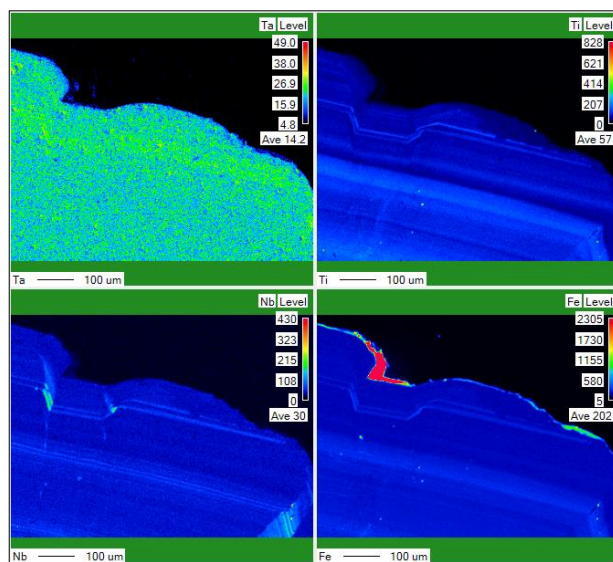 Ta Level
49.0
38.0
26.9
15.9
4.8
Ave 14.2
Ta 100 um
Ti Level
828
621
414
207
0
Ave 57
Ti 100 um
Nb Level
430
323
215
108
0
Ave 30
Nb 100 um
Fe Level
2305
1730
1155
580
5
Ave 202
Fe 100 um